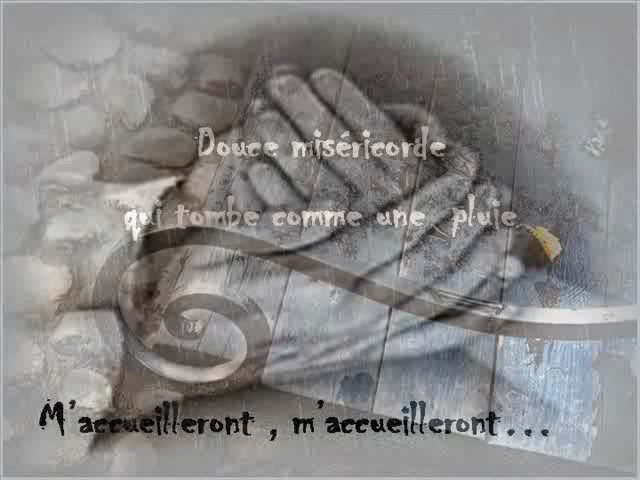 Douce miséricorde
qui tombe comme une pluie
M'accueilleront , m'accueilleront...